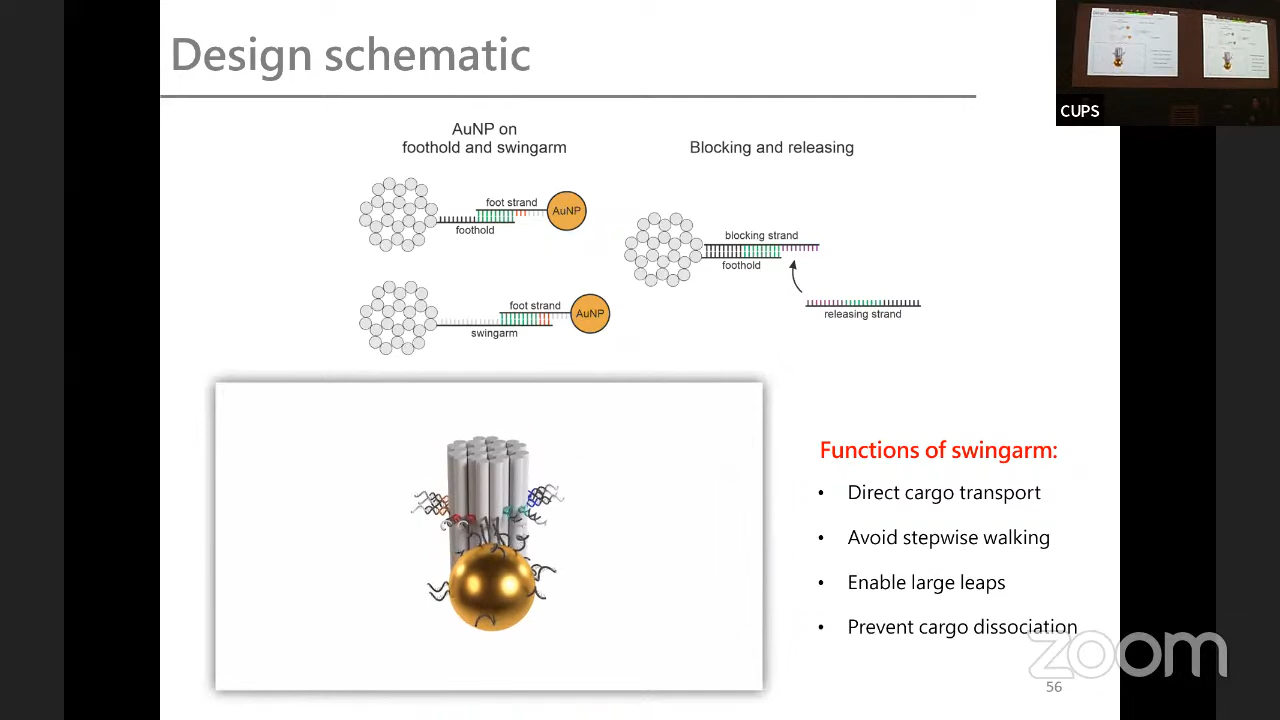 Design schematic
CUPS
AuNP on
foothold and swingarm
Blocking and releasing
foot strand
AuNP
foothold
blocking strand
foothold
releasing strand
foot strand
AuNP
swingarm
Functions of swingarm:
• Direct cargo transport
• Avoid stepwise walking
• Enable large leaps
• Prevent cargo dissociation
zoom
56